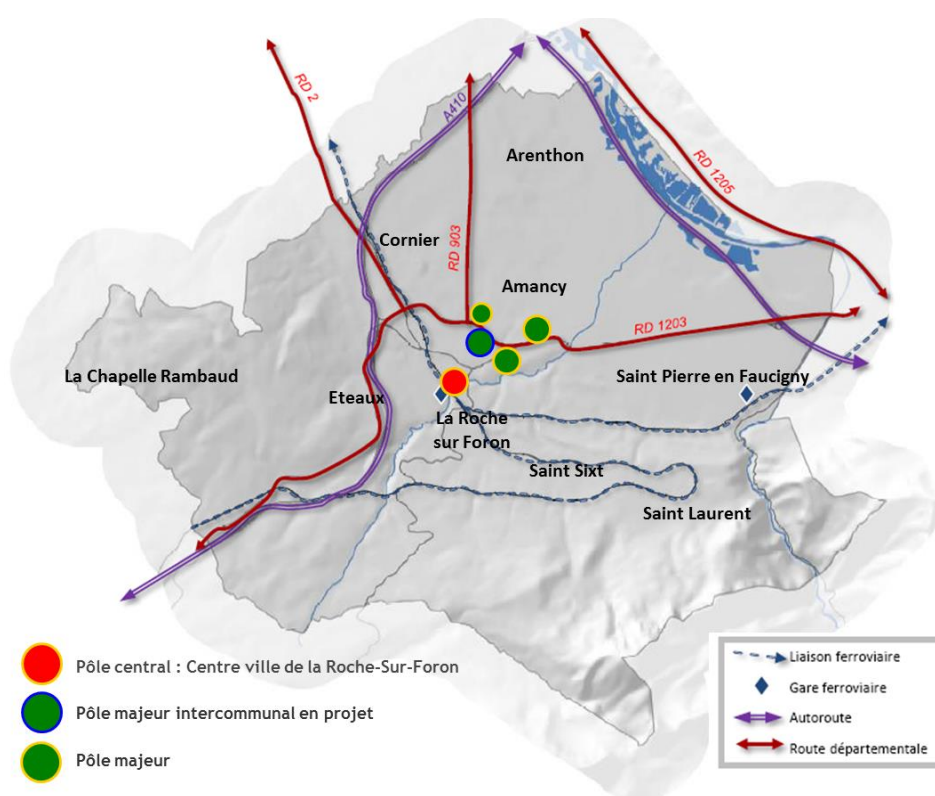 RD 2
A410
RD 903
Arenthon
RD 1205
Cornier
Amancy
RD 1203
La Chapelle Rambaud
Eteaux
Saint Pierre en Faucigny
La Roche
sur Foron
Saint Sixt
Saint Laurent
Pôle central : Centre ville de la Roche-Sur-Foron
Pôle majeur intercommunal en projet
Pôle majeur
Liaison ferroviaire
Gare ferroviaire
Autoroute
Route départementale